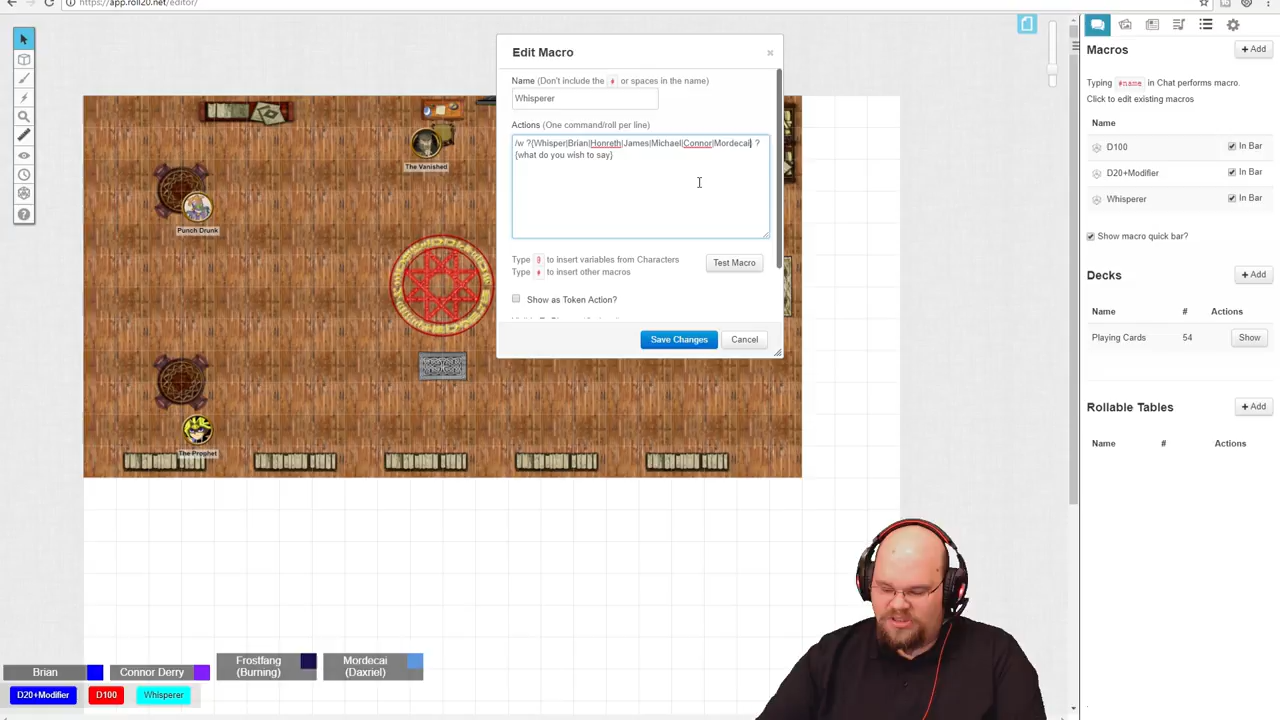 https://app.roll20.net/editor/
Edit Macro
×
Name (Don't include the # or spaces in the name)
Whisperer
Actions (One command/roll per line)
/w ?{Whisper|Brian|Honreth|James|Michael|Connor|Mordecai} ?
{what do you wish to say}
Type @ to insert variables from Characters
Type # to insert other macros
Test Macro
Show as Token Action?
Save Changes
Cancel
The Vanished
Punch Drunk
The Prophet
Macros
+ Add
Typing #name in Chat performs macro.
Click to edit existing macros
Name
D100
In Bar
D20+Modifier
In Bar
Whisperer
In Bar
Show macro quick bar?
Decks
+ Add
Name # Actions
Playing Cards 54 Show
Rollable Tables
+ Add
Name # Actions
Brian
Connor Derry
Frostfang
(Burning)
Mordecai
(Daxriel)
D20+Modifier
D100
Whisperer